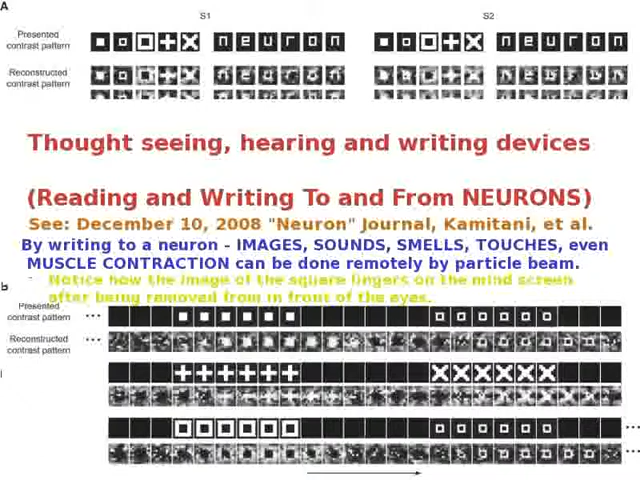 A
S1 S2
Presented
contrast pattern
n e u r o n n e u r o n
Reconstructed
contrast pattern
Thought seeing, hearing and writing devices
(Reading and Writing To and From NEURONS)
See: December 10, 2008 "Neuron" Journal, Kamitani, et al.
By writing to a neuron - IMAGES, SOUNDS, SMELLS, TOUCHES, even
MUSCLE CONTRACTION can be done remotely by particle beam.
Notice how the image of the square lingers on the mind screen
after being removed from in front of the eyes.
B
Presented
contrast pattern
Reconstructed
contrast pattern